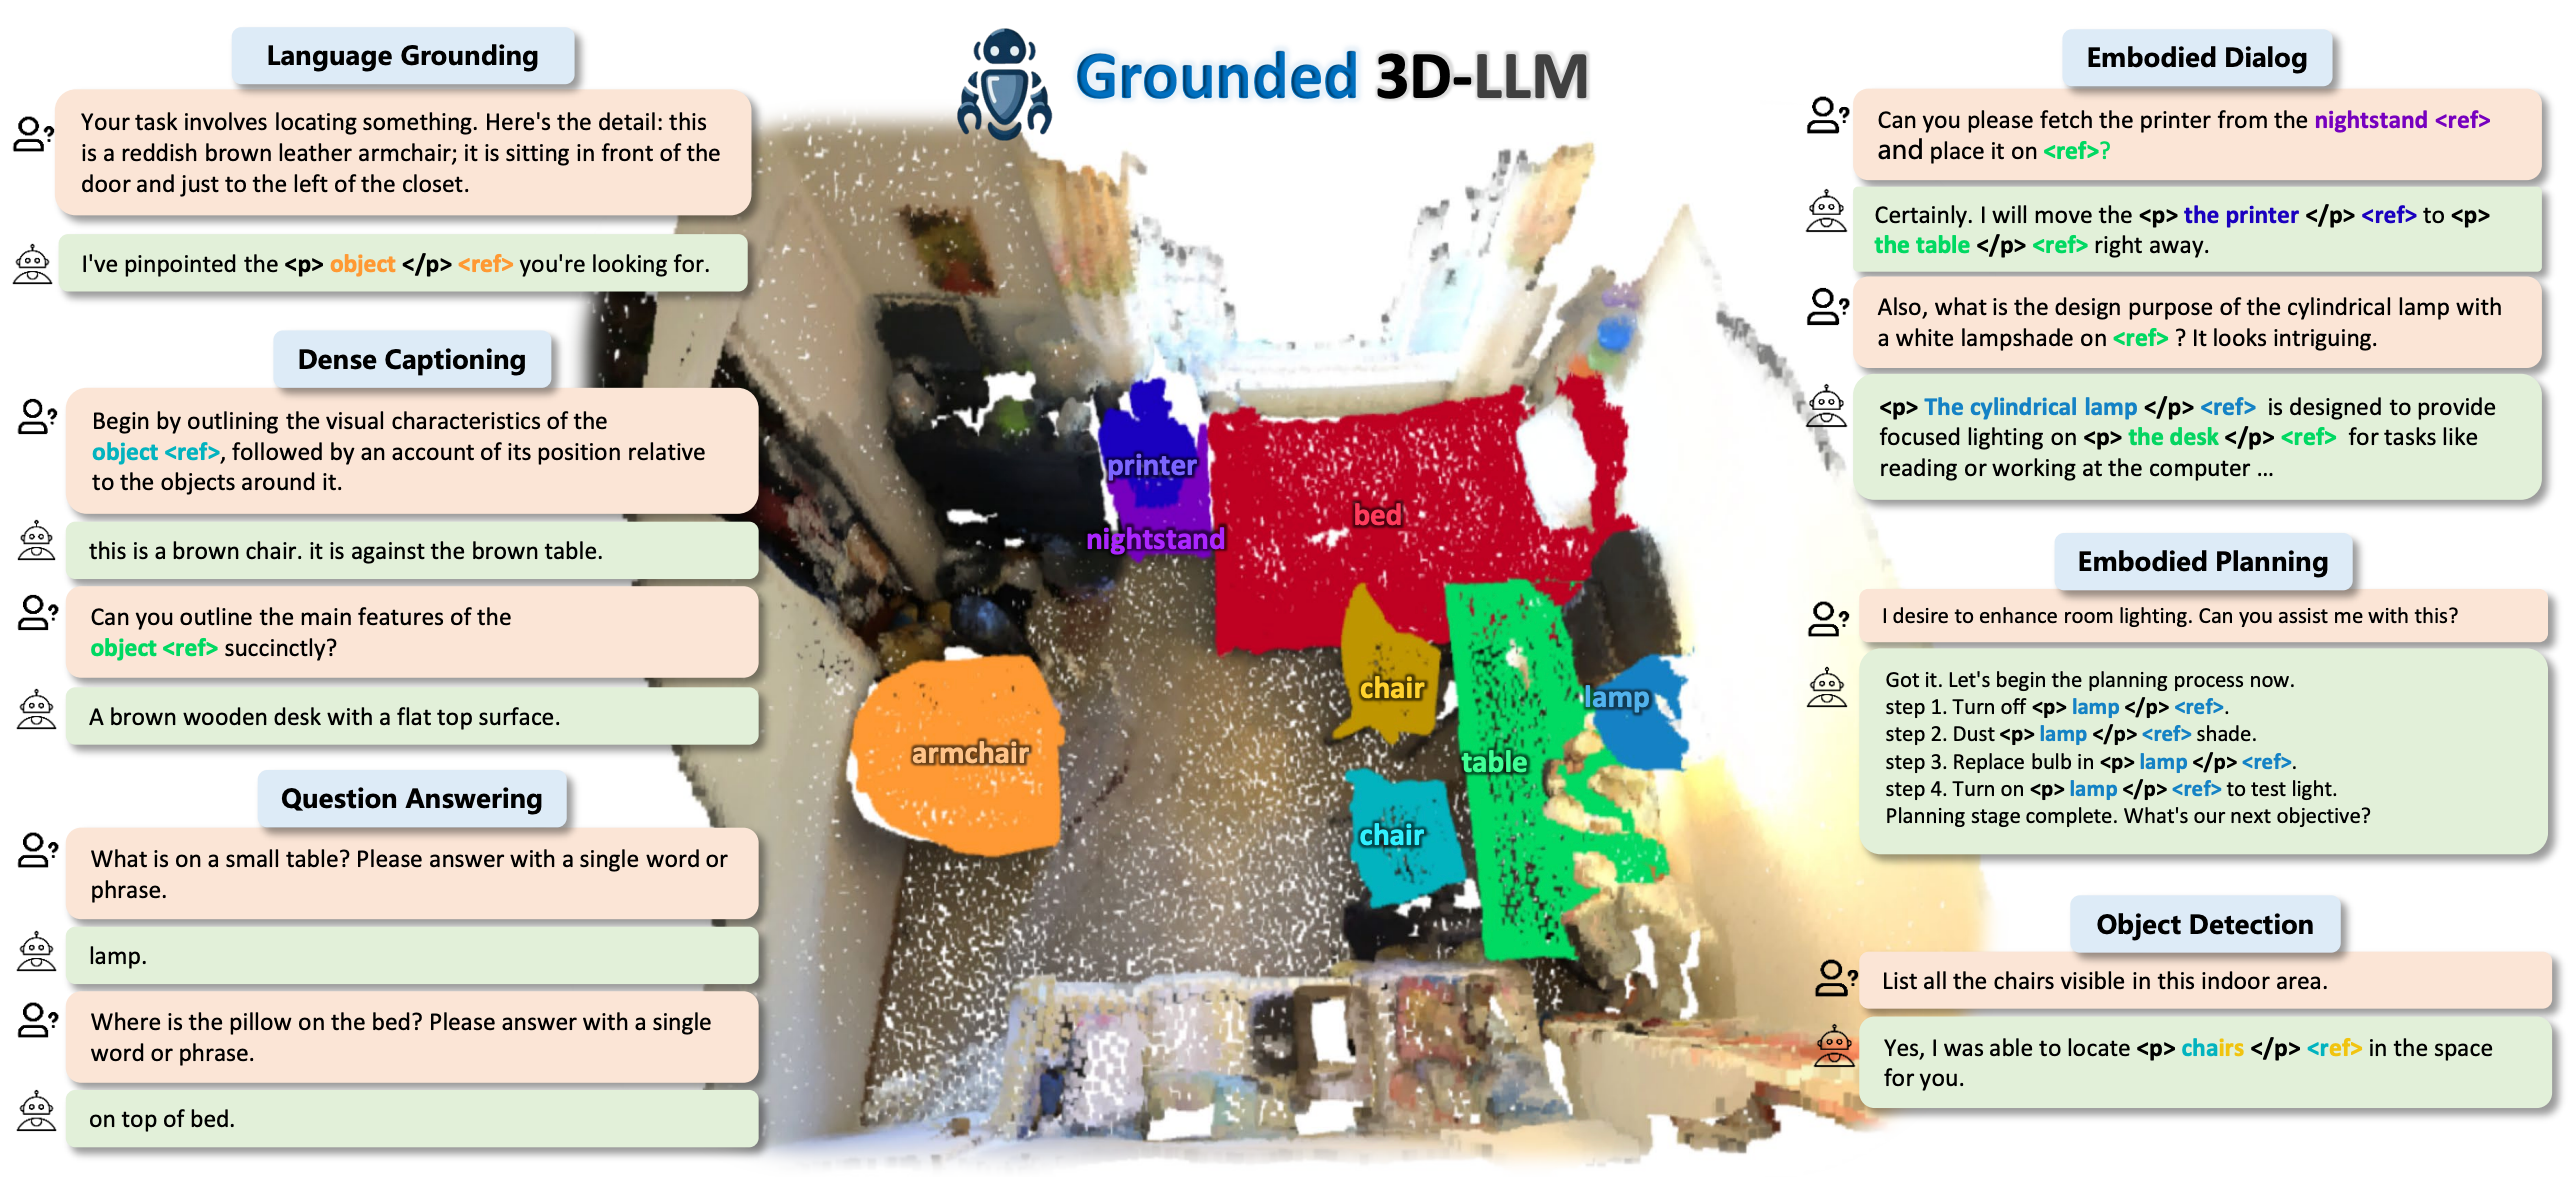 Grounded 3D-LLM
Language Grounding
Your task involves locating something. Here's the detail: this
is a reddish brown leather armchair; it is sitting in front of the
door and just to the left of the closet.
I've pinpointed the <p> object </p> <ref> you're looking for.
Dense Captioning
Begin by outlining the visual characteristics of the
object <ref>, followed by an account of its position relative
to the objects around it.
this is a brown chair. it is against the brown table.
Can you outline the main features of the
object <ref> succinctly?
A brown wooden desk with a flat top surface.
Question Answering
What is on a small table? Please answer with a single word or
phrase.
lamp.
Where is the pillow on the bed? Please answer with a single
word or phrase.
on top of bed.
printer
nightstand
bed
chair
lamp
armchair
table
chair
Embodied Dialog
Can you please fetch the printer from the nightstand <ref>
and place it on <ref>?
Certainly. I will move the <p> the printer </p> <ref> to <p>
the table </p> <ref> right away.
Also, what is the design purpose of the cylindrical lamp with
a white lampshade on <ref> ? It looks intriguing.
<p> The cylindrical lamp </p> <ref> is designed to provide
focused lighting on <p> the desk </p> <ref> for tasks like
reading or working at the computer ...
Embodied Planning
I desire to enhance room lighting. Can you assist me with this?
Got it. Let's begin the planning process now.
step 1. Turn off <p> lamp </p> <ref>.
step 2. Dust <p> lamp </p> <ref> shade.
step 3. Replace bulb in <p> lamp </p> <ref>.
step 4. Turn on <p> lamp </p> <ref> to test light.
Planning stage complete. What's our next objective?
Object Detection
List all the chairs visible in this indoor area.
Yes, I was able to locate <p> chairs </p> <ref> in the space
for you.